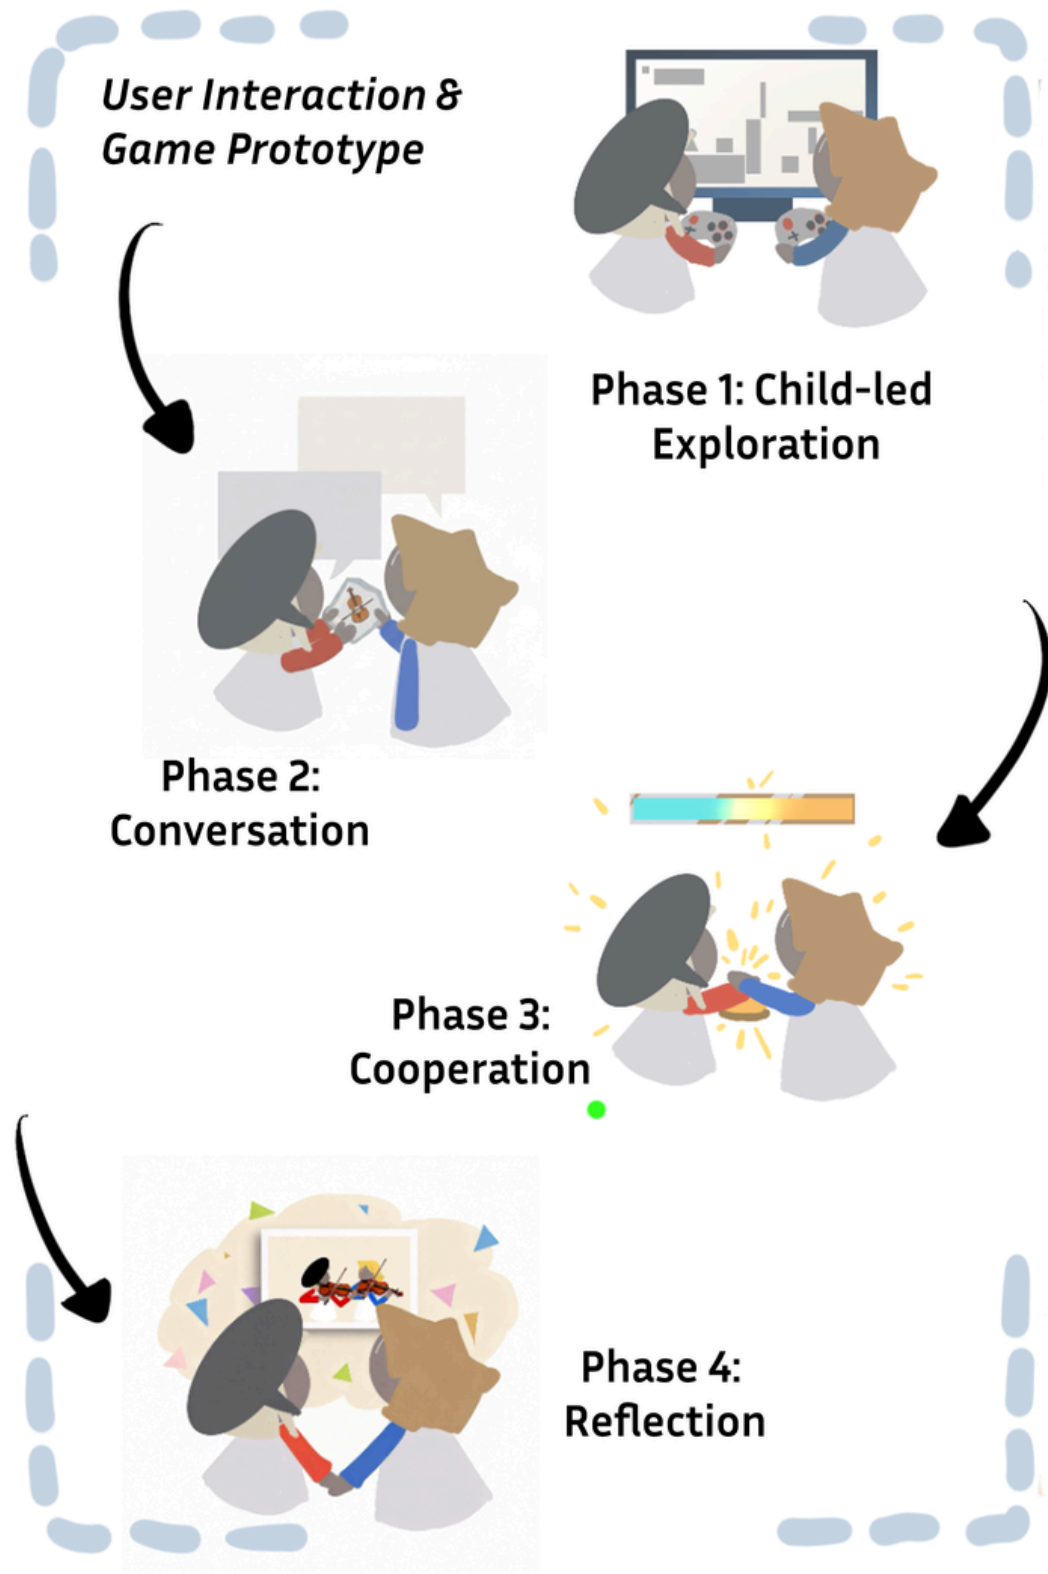 User Interaction &
Game Prototype
Phase 1: Child-led
Exploration
Phase 2:
Conversation
Phase 3:
Cooperation
Phase 4:
Reflection